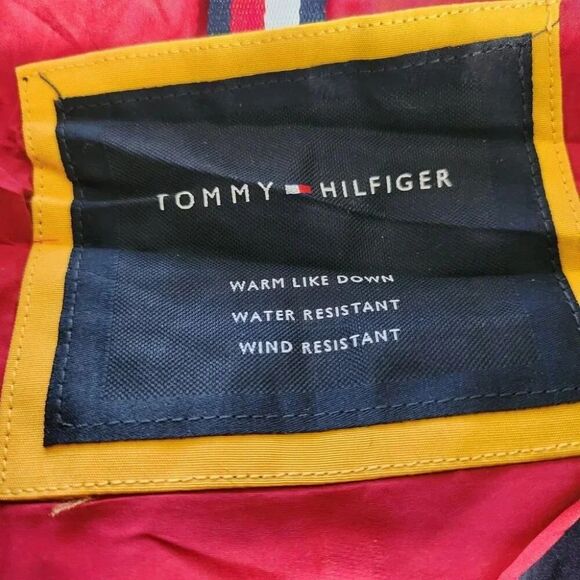 TOMMY HILFIGER
WARM LIKE DOWN
WATER RESISTANT
WIND RESISTANT